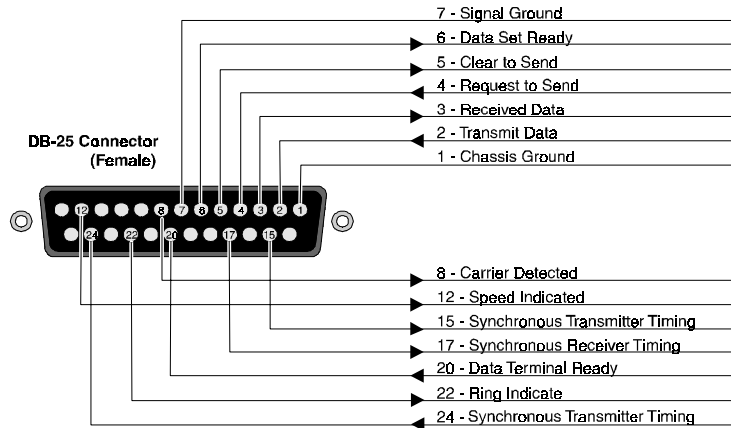 7 - Signal Ground
6 - Data Set Ready
5 - Clear to Send
4 - Request to Send
3 - Received Data
2 - Transmit Data
1 - Chassis Ground
DB-25 Connector
(Female)
12 8 7 6 5 4 3 2 1
24 22 20 17 15
8 - Carrier Detected
12 - Speed Indicated
15 - Synchronous Transmitter Timing
17 - Synchronous Receiver Timing
20 - Data Terminal Ready
22 - Ring Indicate
24 - Synchronous Transmitter Timing